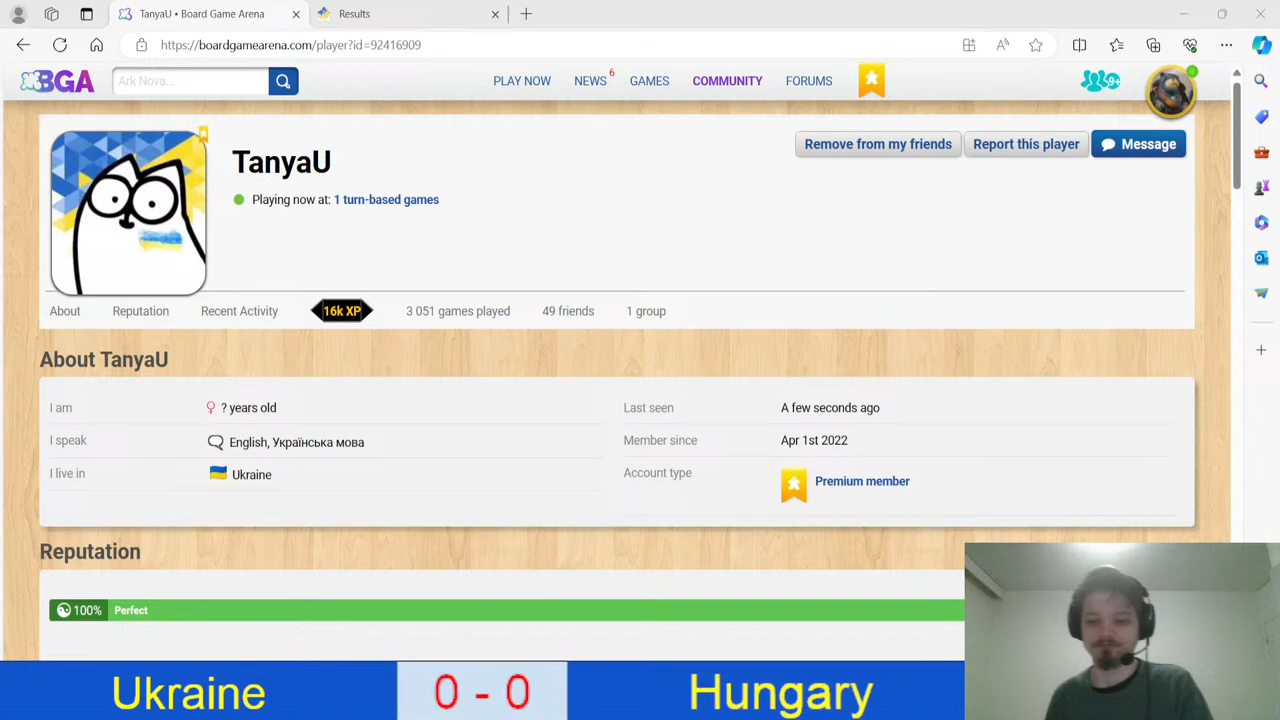 TanyaU • Board Game Arena
Results
https://boardgamearena.com/player?id=92416909
BGA
Ark Nova...
PLAY NOW
NEWS 6
GAMES
COMMUNITY
FORUMS
9+
TanyaU
Remove from my friends
Report this player
Message
Playing now at: 1 turn-based games
About
Reputation
Recent Activity
16k XP
3 051 games played
49 friends
1 group
About TanyaU
I am
? years old
Last seen
A few seconds ago
I speak
English, Українська мова
Member since
Apr 1st 2022
I live in
Ukraine
Account type
Premium member
Reputation
100%
Perfect
Ukraine
0 - 0
Hungary